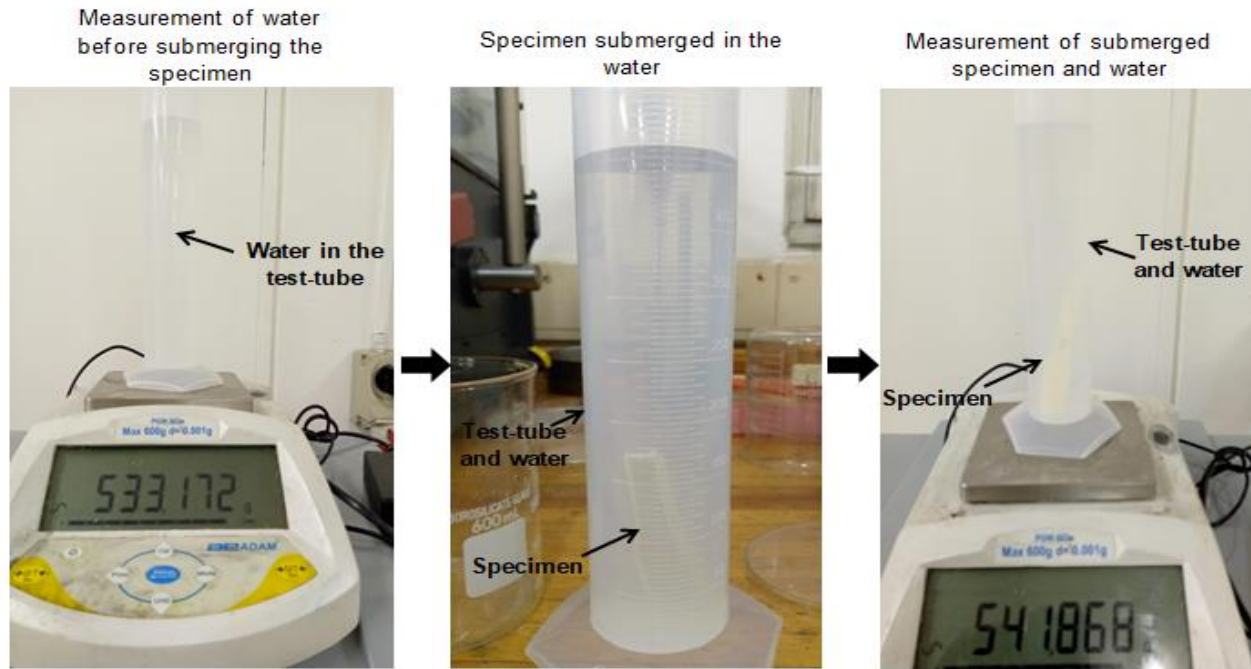 Measurement of water
before submerging the
specimen
Specimen submerged in the
water
Measurement of submerged
specimen and water
Water in the
test-tube
533.172 g
Max 600g d=0.001g
ADAM
Test-tube
and water
Specimen
600 mL
Test-tube
and water
Specimen
Max 600g d=0.001g
541.868